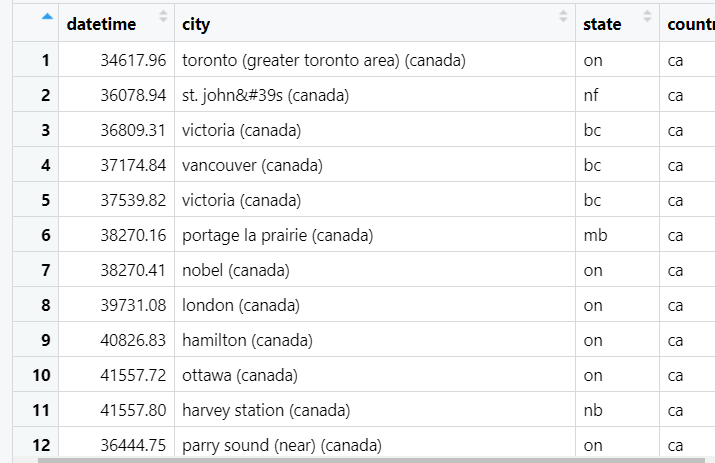 datetime city state countr
1 34617.96 toronto (greater toronto area) (canada) on ca
2 36078.94 st. john&#39s (canada) nf ca
3 36809.31 victoria (canada) bc ca
4 37174.84 vancouver (canada) bc ca
5 37539.82 victoria (canada) bc ca
6 38270.16 portage la prairie (canada) mb ca
7 38270.41 nobel (canada) on ca
8 39731.08 london (canada) on ca
9 40826.83 hamilton (canada) on ca
10 41557.72 ottawa (canada) on ca
11 41557.80 harvey station (canada) nb ca
12 36444.75 parry sound (near) (canada) on ca